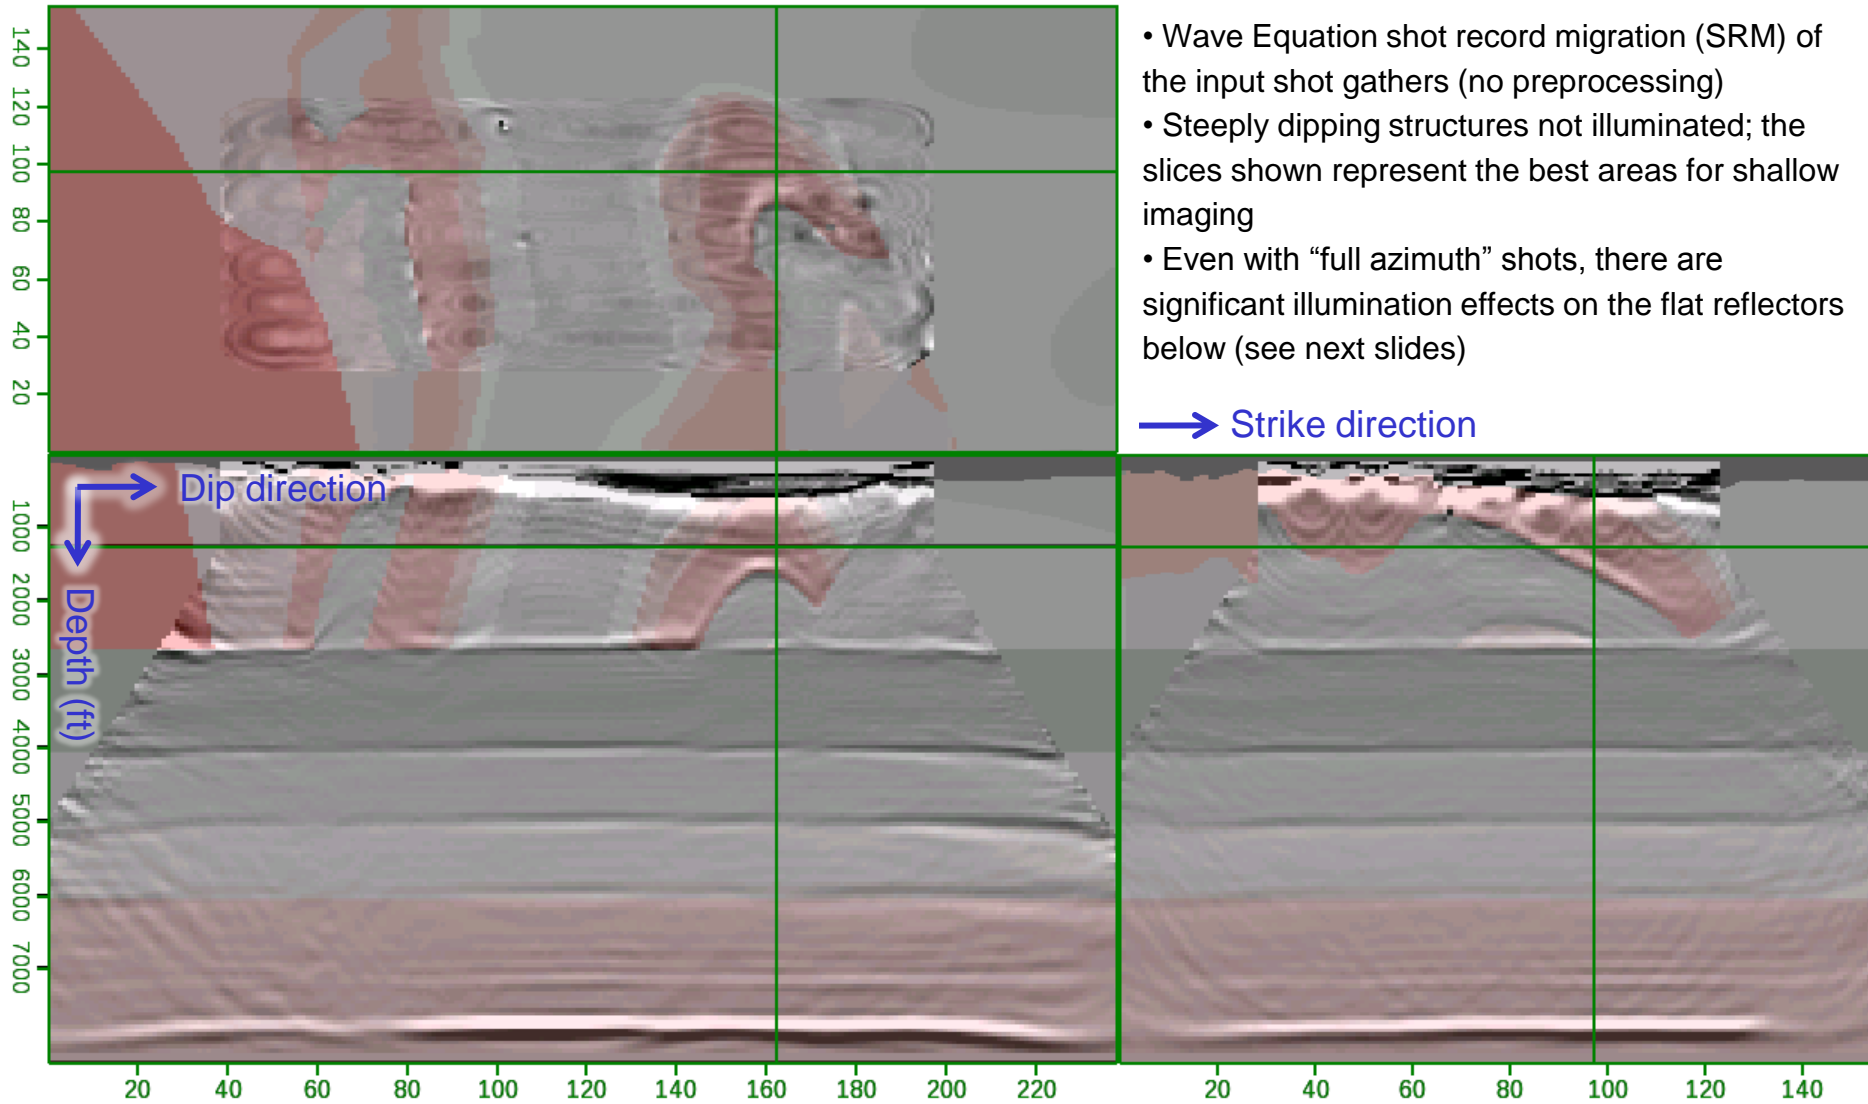 • Wave Equation shot record migration (SRM) of
the input shot gathers (no preprocessing)
• Steeply dipping structures not illuminated; the
slices shown represent the best areas for shallow
imaging
• Even with “full azimuth” shots, there are
significant illumination effects on the flat reflectors
below (see next slides)
Strike direction
140
120
100
80
60
40
20
Dip direction
Depth (ft)
1000
2000
3000
4000
5000
6000
7000
20 40 60 80 100 120 140 160 180 200 220
20 40 60 80 100 120 140